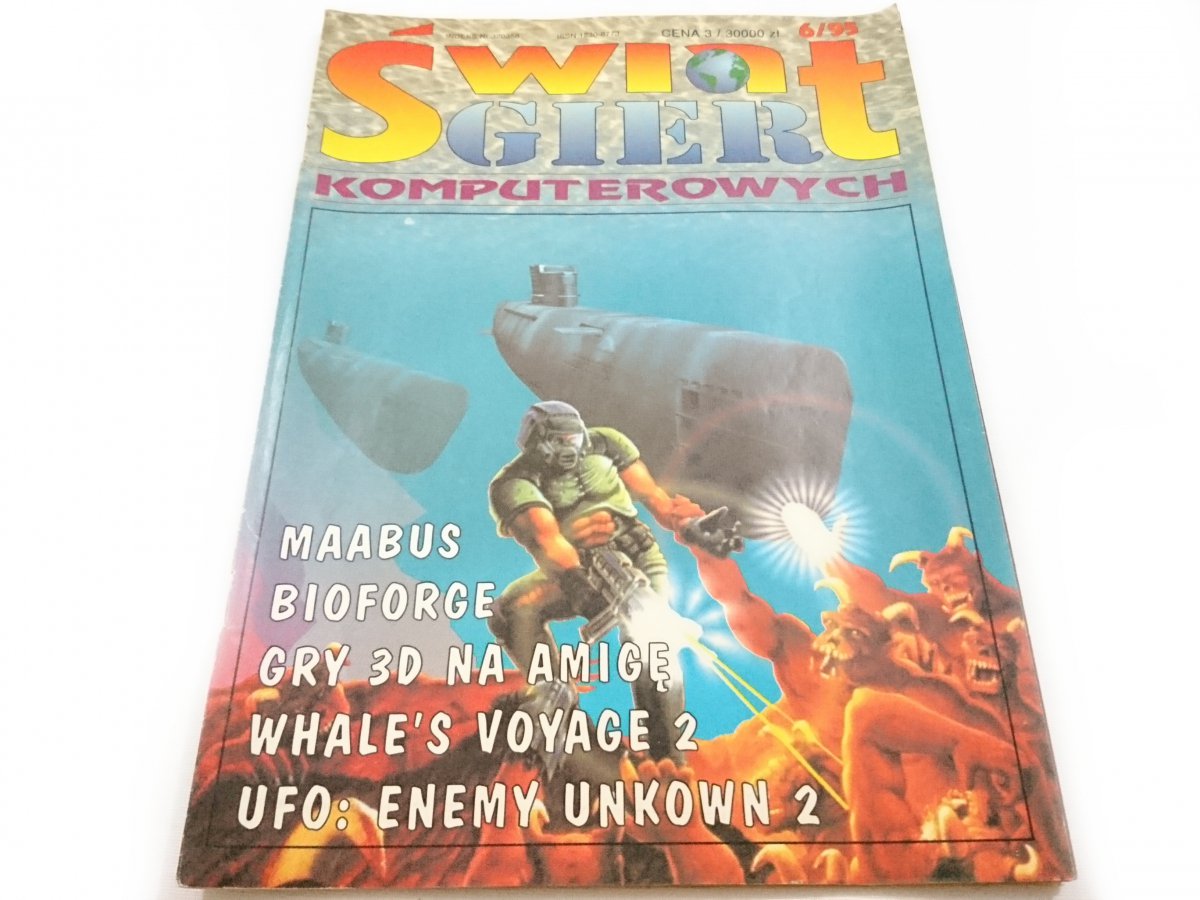 CENA 3 / 30000 zł 6/95
Świat
GIER
KOMPUTEROWYCH
MAABUS
BIOFORGE
GRY 3D NA AMIGĘ
WHALE'S VOYAGE 2
UFO: ENEMY UNKOWN 2